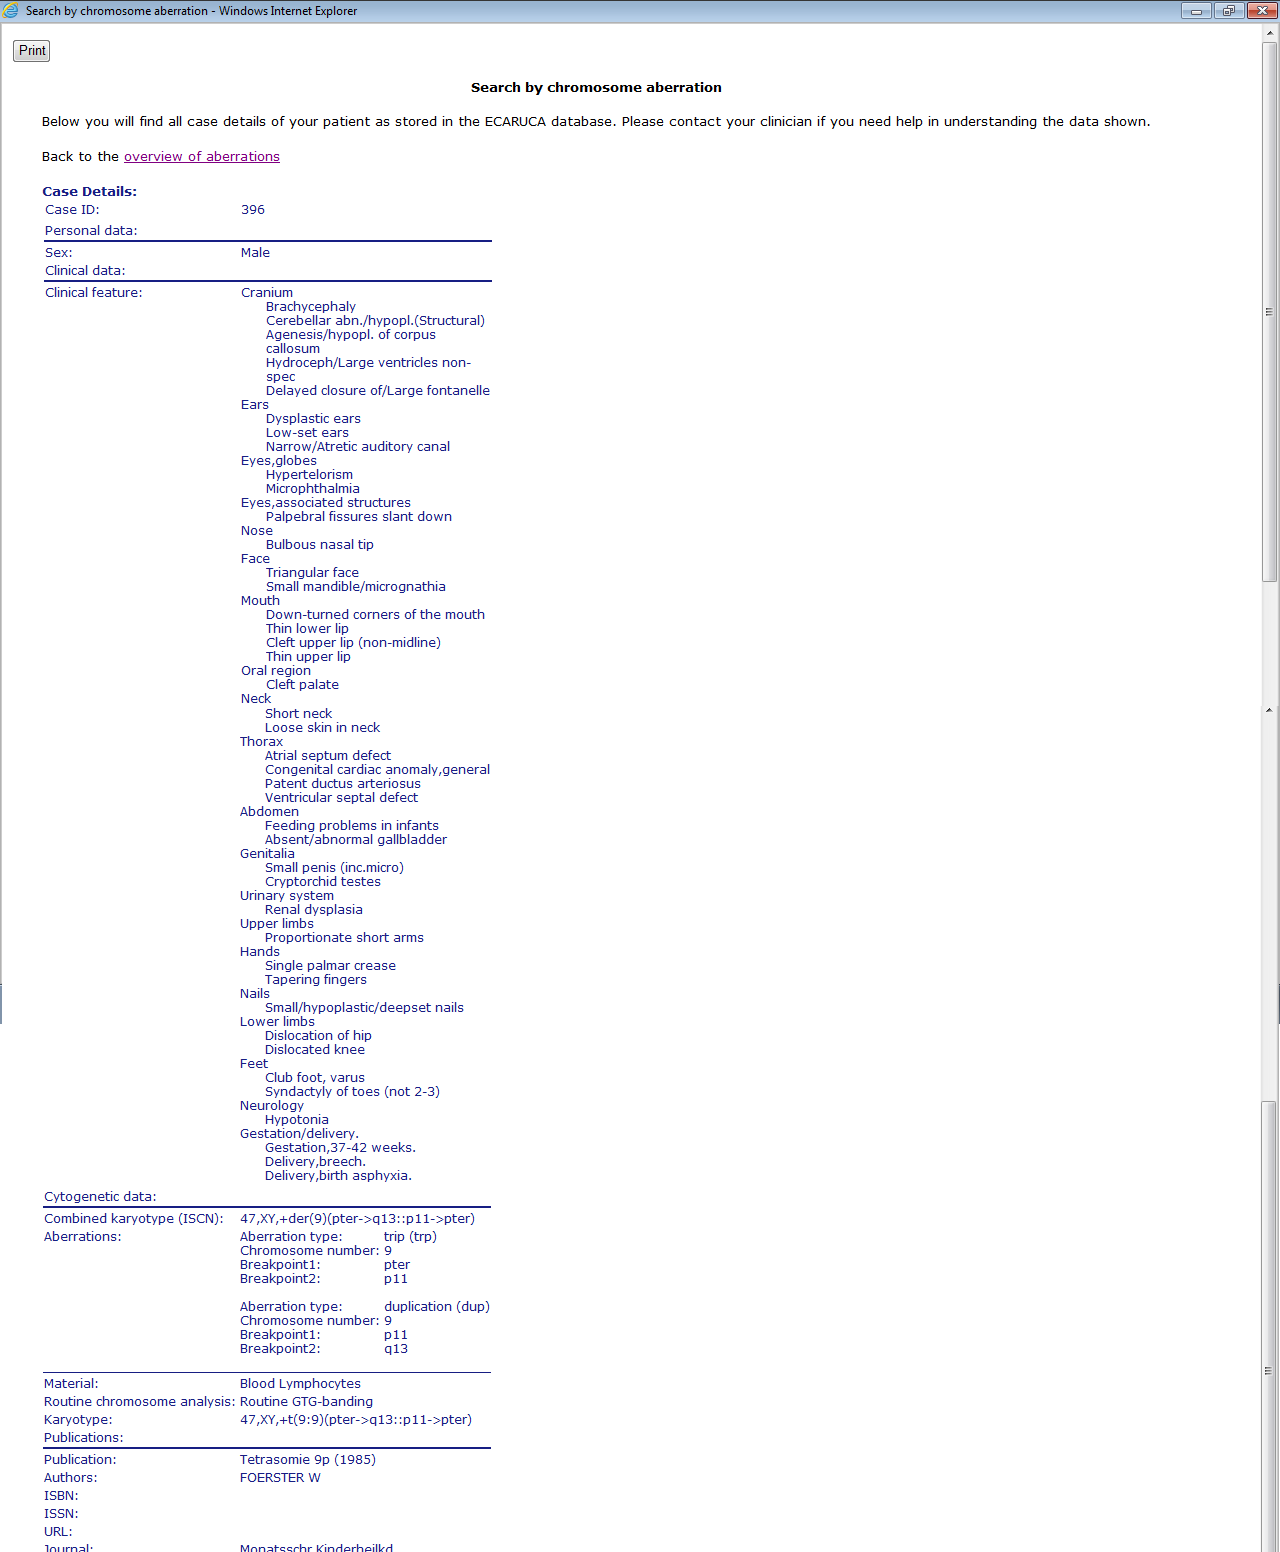 Search by chromosome aberration - Windows Internet Explorer
Print
Search by chromosome aberration
Below you will find all case details of your patient as stored in the ECARUCA database. Please contact your clinician if you need help in understanding the data shown.
Back to the overview of aberrations
Case Details:
Case ID: 396
Personal data:
Sex: Male
Clinical data:
Clinical feature: Cranium
Brachycephaly
Cerebellar abn./hypopl.(Structural)
Agenesis/hypopl. of corpus
callosum
Hydroceph/Large ventricles non-
spec
Delayed closure of/Large fontanelle
Ears
Dysplastic ears
Low-set ears
Narrow/Atretic auditory canal
Eyes,globes
Hypertelorism
Microphthalmia
Eyes,associated structures
Palpebral fissures slant down
Nose
Bulbous nasal tip
Face
Triangular face
Small mandible/micrognathia
Mouth
Down-turned corners of the mouth
Thin lower lip
Cleft upper lip (non-midline)
Thin upper lip
Oral region
Cleft palate
Neck
Short neck
Loose skin in neck
Thorax
Atrial septum defect
Congenital cardiac anomaly,general
Patent ductus arteriosus
Ventricular septal defect
Abdomen
Feeding problems in infants
Absent/abnormal gallbladder
Genitalia
Small penis (inc.micro)
Cryptorchid testes
Urinary system
Renal dysplasia
Upper limbs
Proportionate short arms
Hands
Single palmar crease
Tapering fingers
Nails
Small/hypoplastic/deepset nails
Lower limbs
Dislocation of hip
Dislocated knee
Feet
Club foot, varus
Syndactyly of toes (not 2-3)
Neurology
Hypotonia
Gestation/delivery.
Gestation,37-42 weeks.
Delivery,breech.
Delivery,birth asphyxia.
Cytogenetic data:
Combined karyotype (ISCN): 47,XY,+der(9)(pter->q13::p11->pter)
Aberrations: Aberration type: trip (trp)
Chromosome number: 9
Breakpoint1: pter
Breakpoint2: p11
Aberration type: duplication (dup)
Chromosome number: 9
Breakpoint1: p11
Breakpoint2: q13
Material: Blood Lymphocytes
Routine chromosome analysis: Routine GTG-banding
Karyotype: 47,XY,+t(9:9)(pter->q13::p11->pter)
Publications:
Publication: Tetrasomie 9p (1985)
Authors: FOERSTER W
ISBN:
ISSN:
URL:
Journal: Monatsschr Kinderheilkd